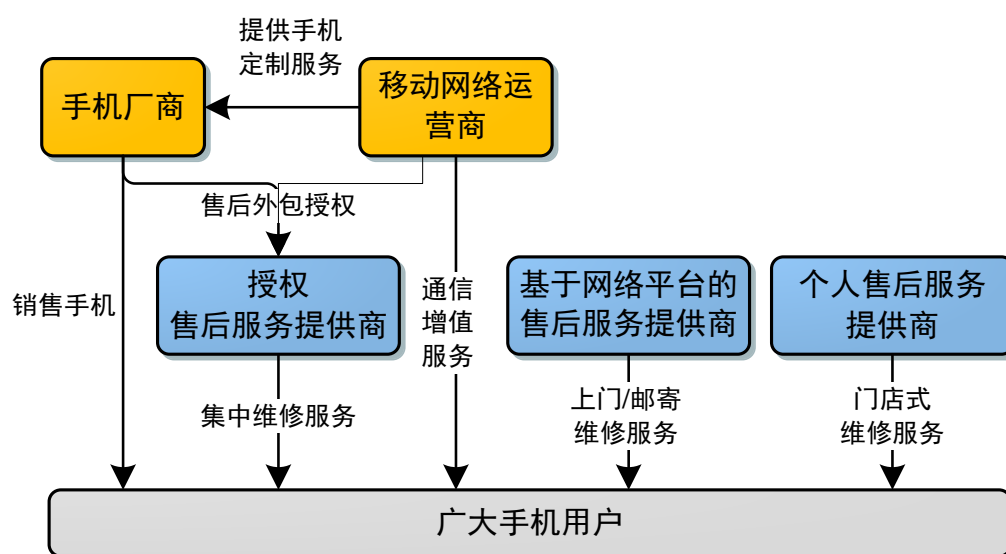 提供手机
定制服务
手机厂商
移动网络运
营商
售后外包授权
销售手机
授权
售后服务提供商
通信
增值
服务
基于网络平台的
售后服务提供商
个人售后服务
提供商
集中维修服务
上门/邮寄
维修服务
门店式
维修服务
广大手机用户